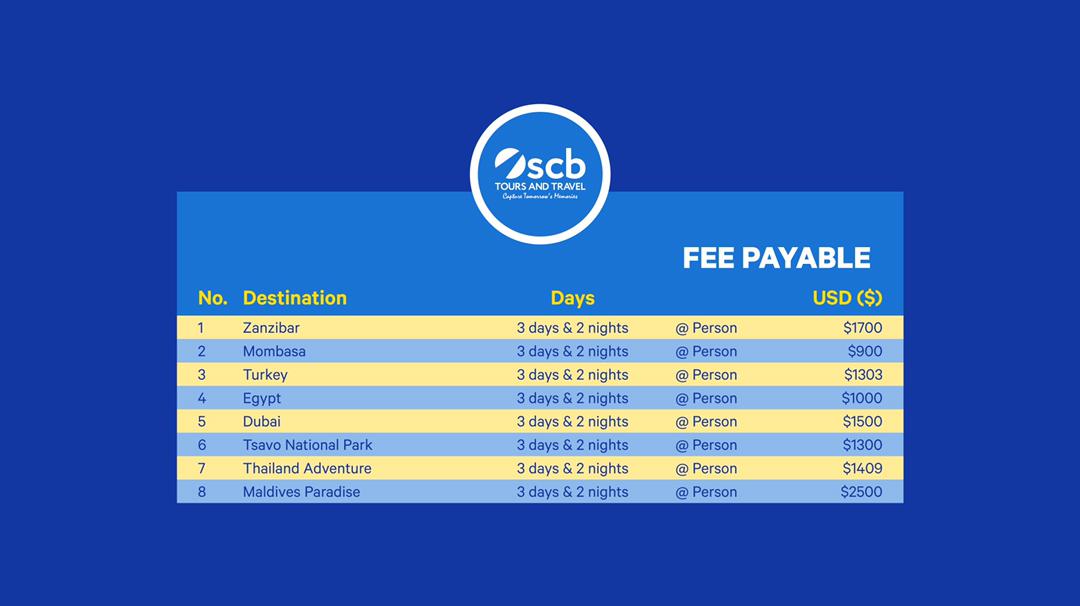 scb
TOURS AND TRAVEL
Capture Tomorrow's Memories
FEE PAYABLE
No. Destination Days USD ($)
1 Zanzibar 3 days & 2 nights @ Person $1700
2 Mombasa 3 days & 2 nights @ Person $900
3 Turkey 3 days & 2 nights @ Person $1303
4 Egypt 3 days & 2 nights @ Person $1000
5 Dubai 3 days & 2 nights @ Person $1500
6 Tsavo National Park 3 days & 2 nights @ Person $1300
7 Thailand Adventure 3 days & 2 nights @ Person $1409
8 Maldives Paradise 3 days & 2 nights @ Person $2500